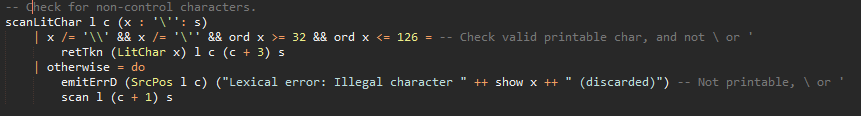 -- Check for non-control characters.
scanLitChar l c (x : '\'': s)
    | x /= '\\' && x /= '\'' && ord x >= 32 && ord x <= 126 = -- Check valid printable char, and not \ or '
        retTkn (LitChar x) l c (c + 3) s
    | otherwise = do
        emitErrD (SrcPos l c) ("Lexical error: Illegal character " ++ show x ++ " (discarded)") -- Not printable, \ or '
        scan l (c + 1) s